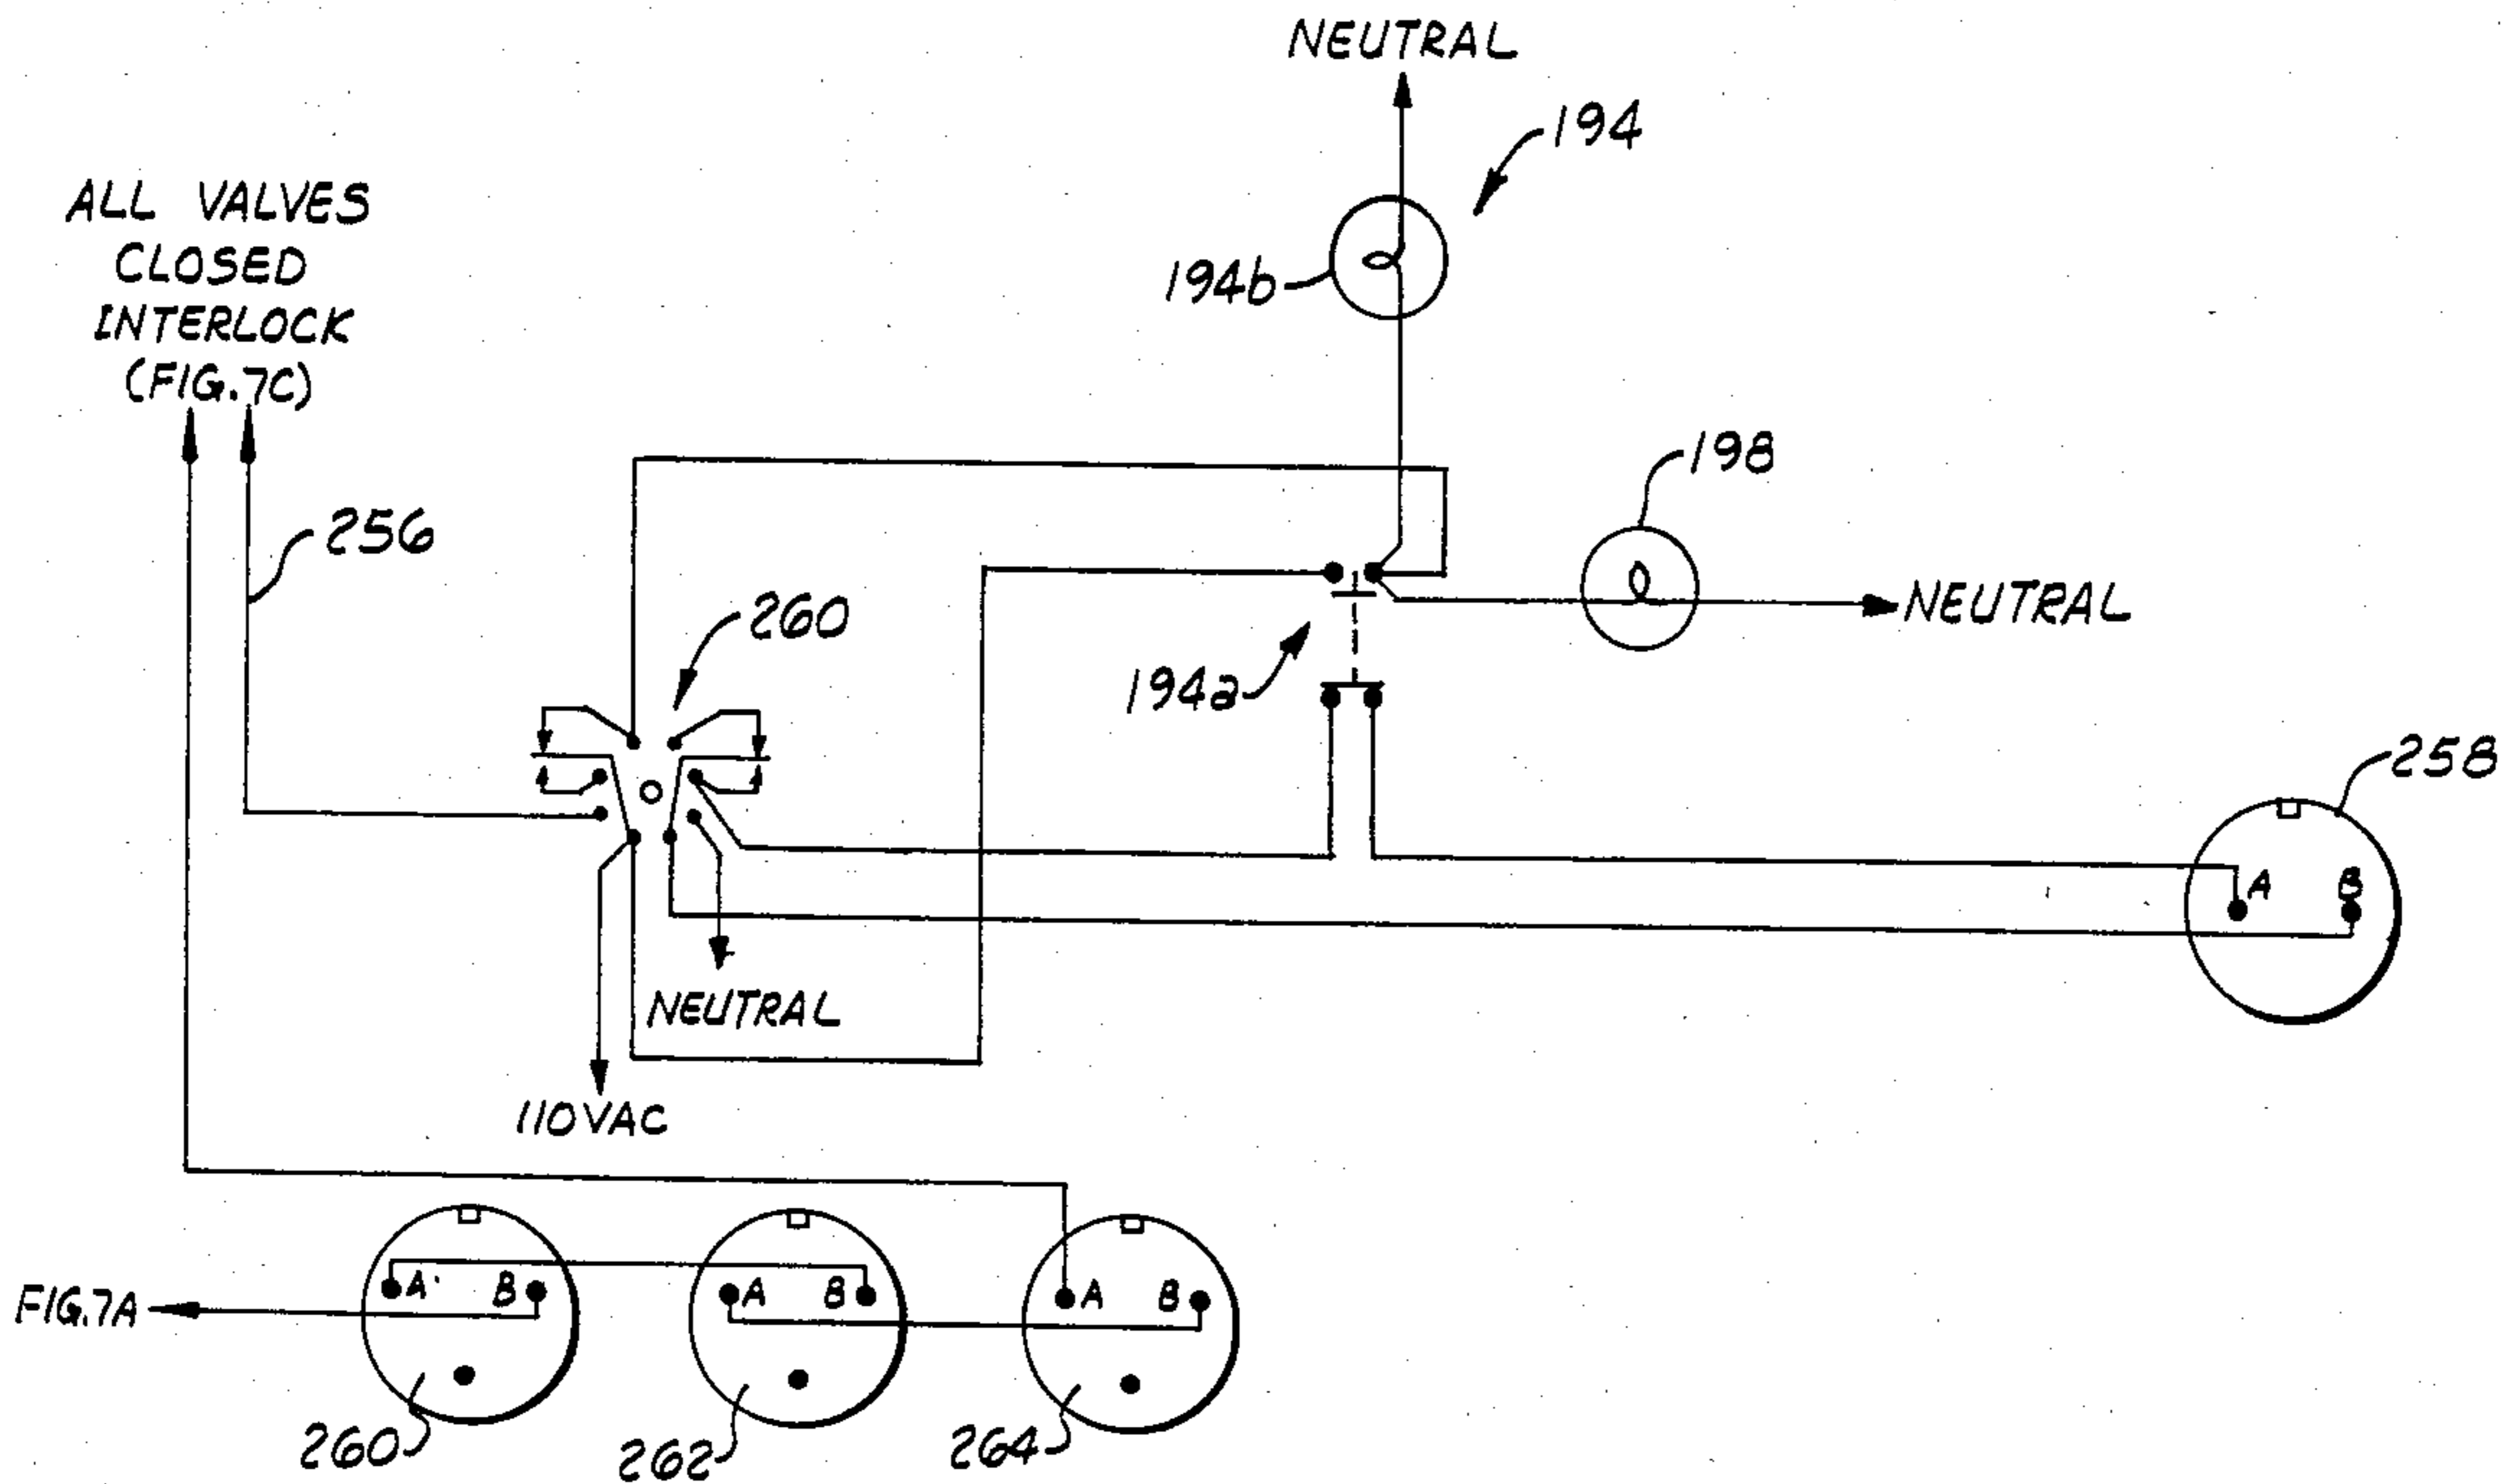 NEUTRAL
194
ALL VALVES
CLOSED
INTERLOCK
(FIG.7C)
194b
198
256
260
NEUTRAL
194a
258
A B
NEUTRAL
110VAC
FIG.7A
A B
A B
A B
260
262
264